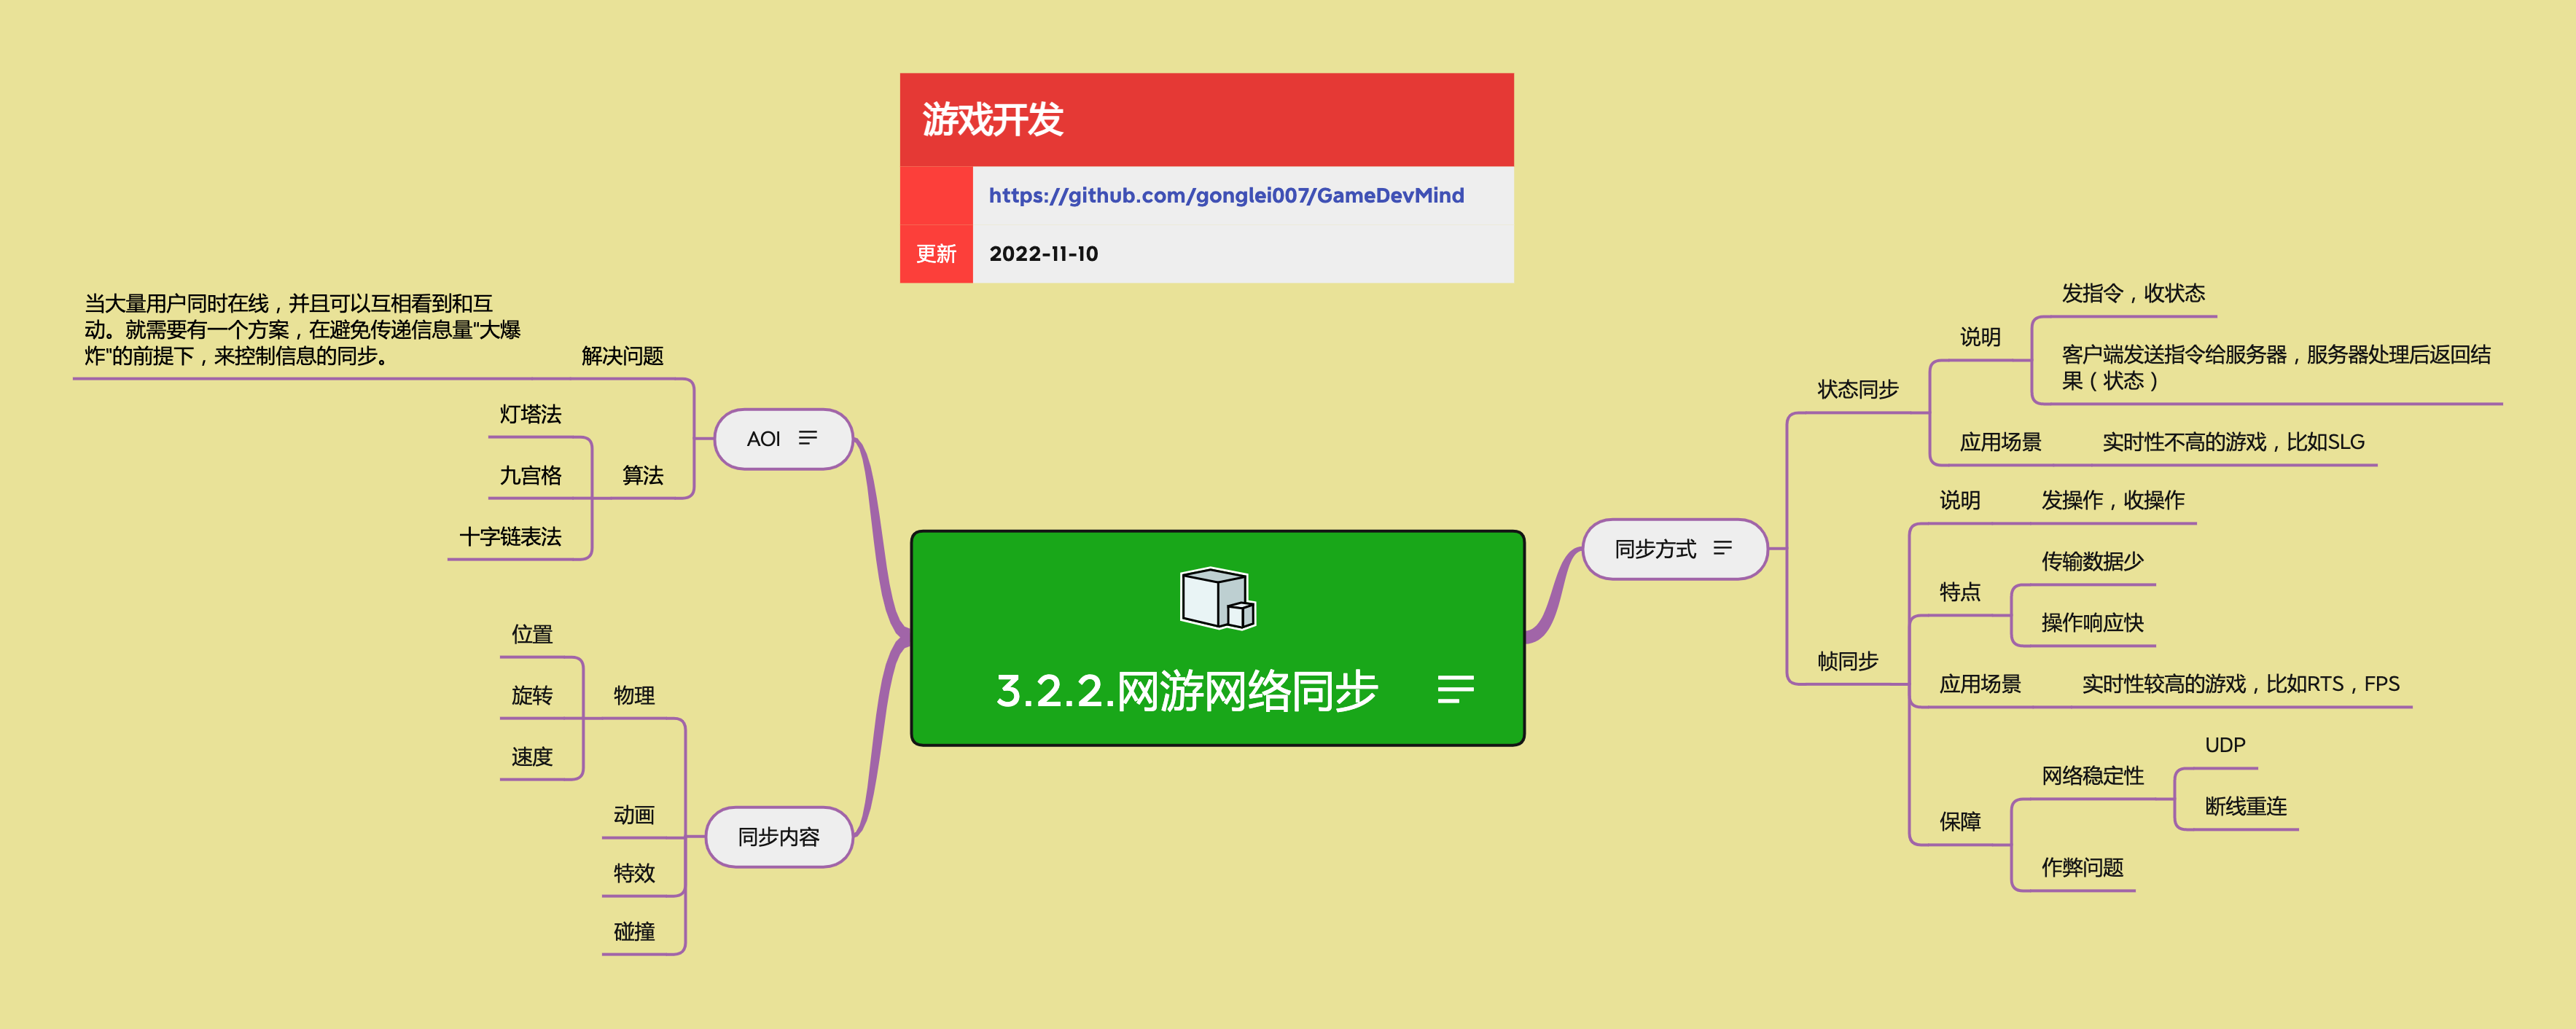 游戏开发
https://github.com/gonglei007/GameDevMind
更新
2022-11-10
3.2.2.网游网络同步
AOI
解决问题
当大量用户同时在线，并且可以互相看到和互
动。就需要有一个方案，在避免传递信息量"大爆
炸"的前提下，来控制信息的同步。
算法
灯塔法
九宫格
十字链表法
同步内容
物理
位置
旋转
速度
动画
特效
碰撞
同步方式
状态同步
说明
发指令，收状态
客户端发送指令给服务器，服务器处理后返回结
果（状态）
应用场景
实时性不高的游戏，比如SLG
帧同步
说明
发操作，收操作
特点
传输数据少
操作响应快
应用场景
实时性较高的游戏，比如RTS，FPS
保障
网络稳定性
UDP
断线重连
作弊问题